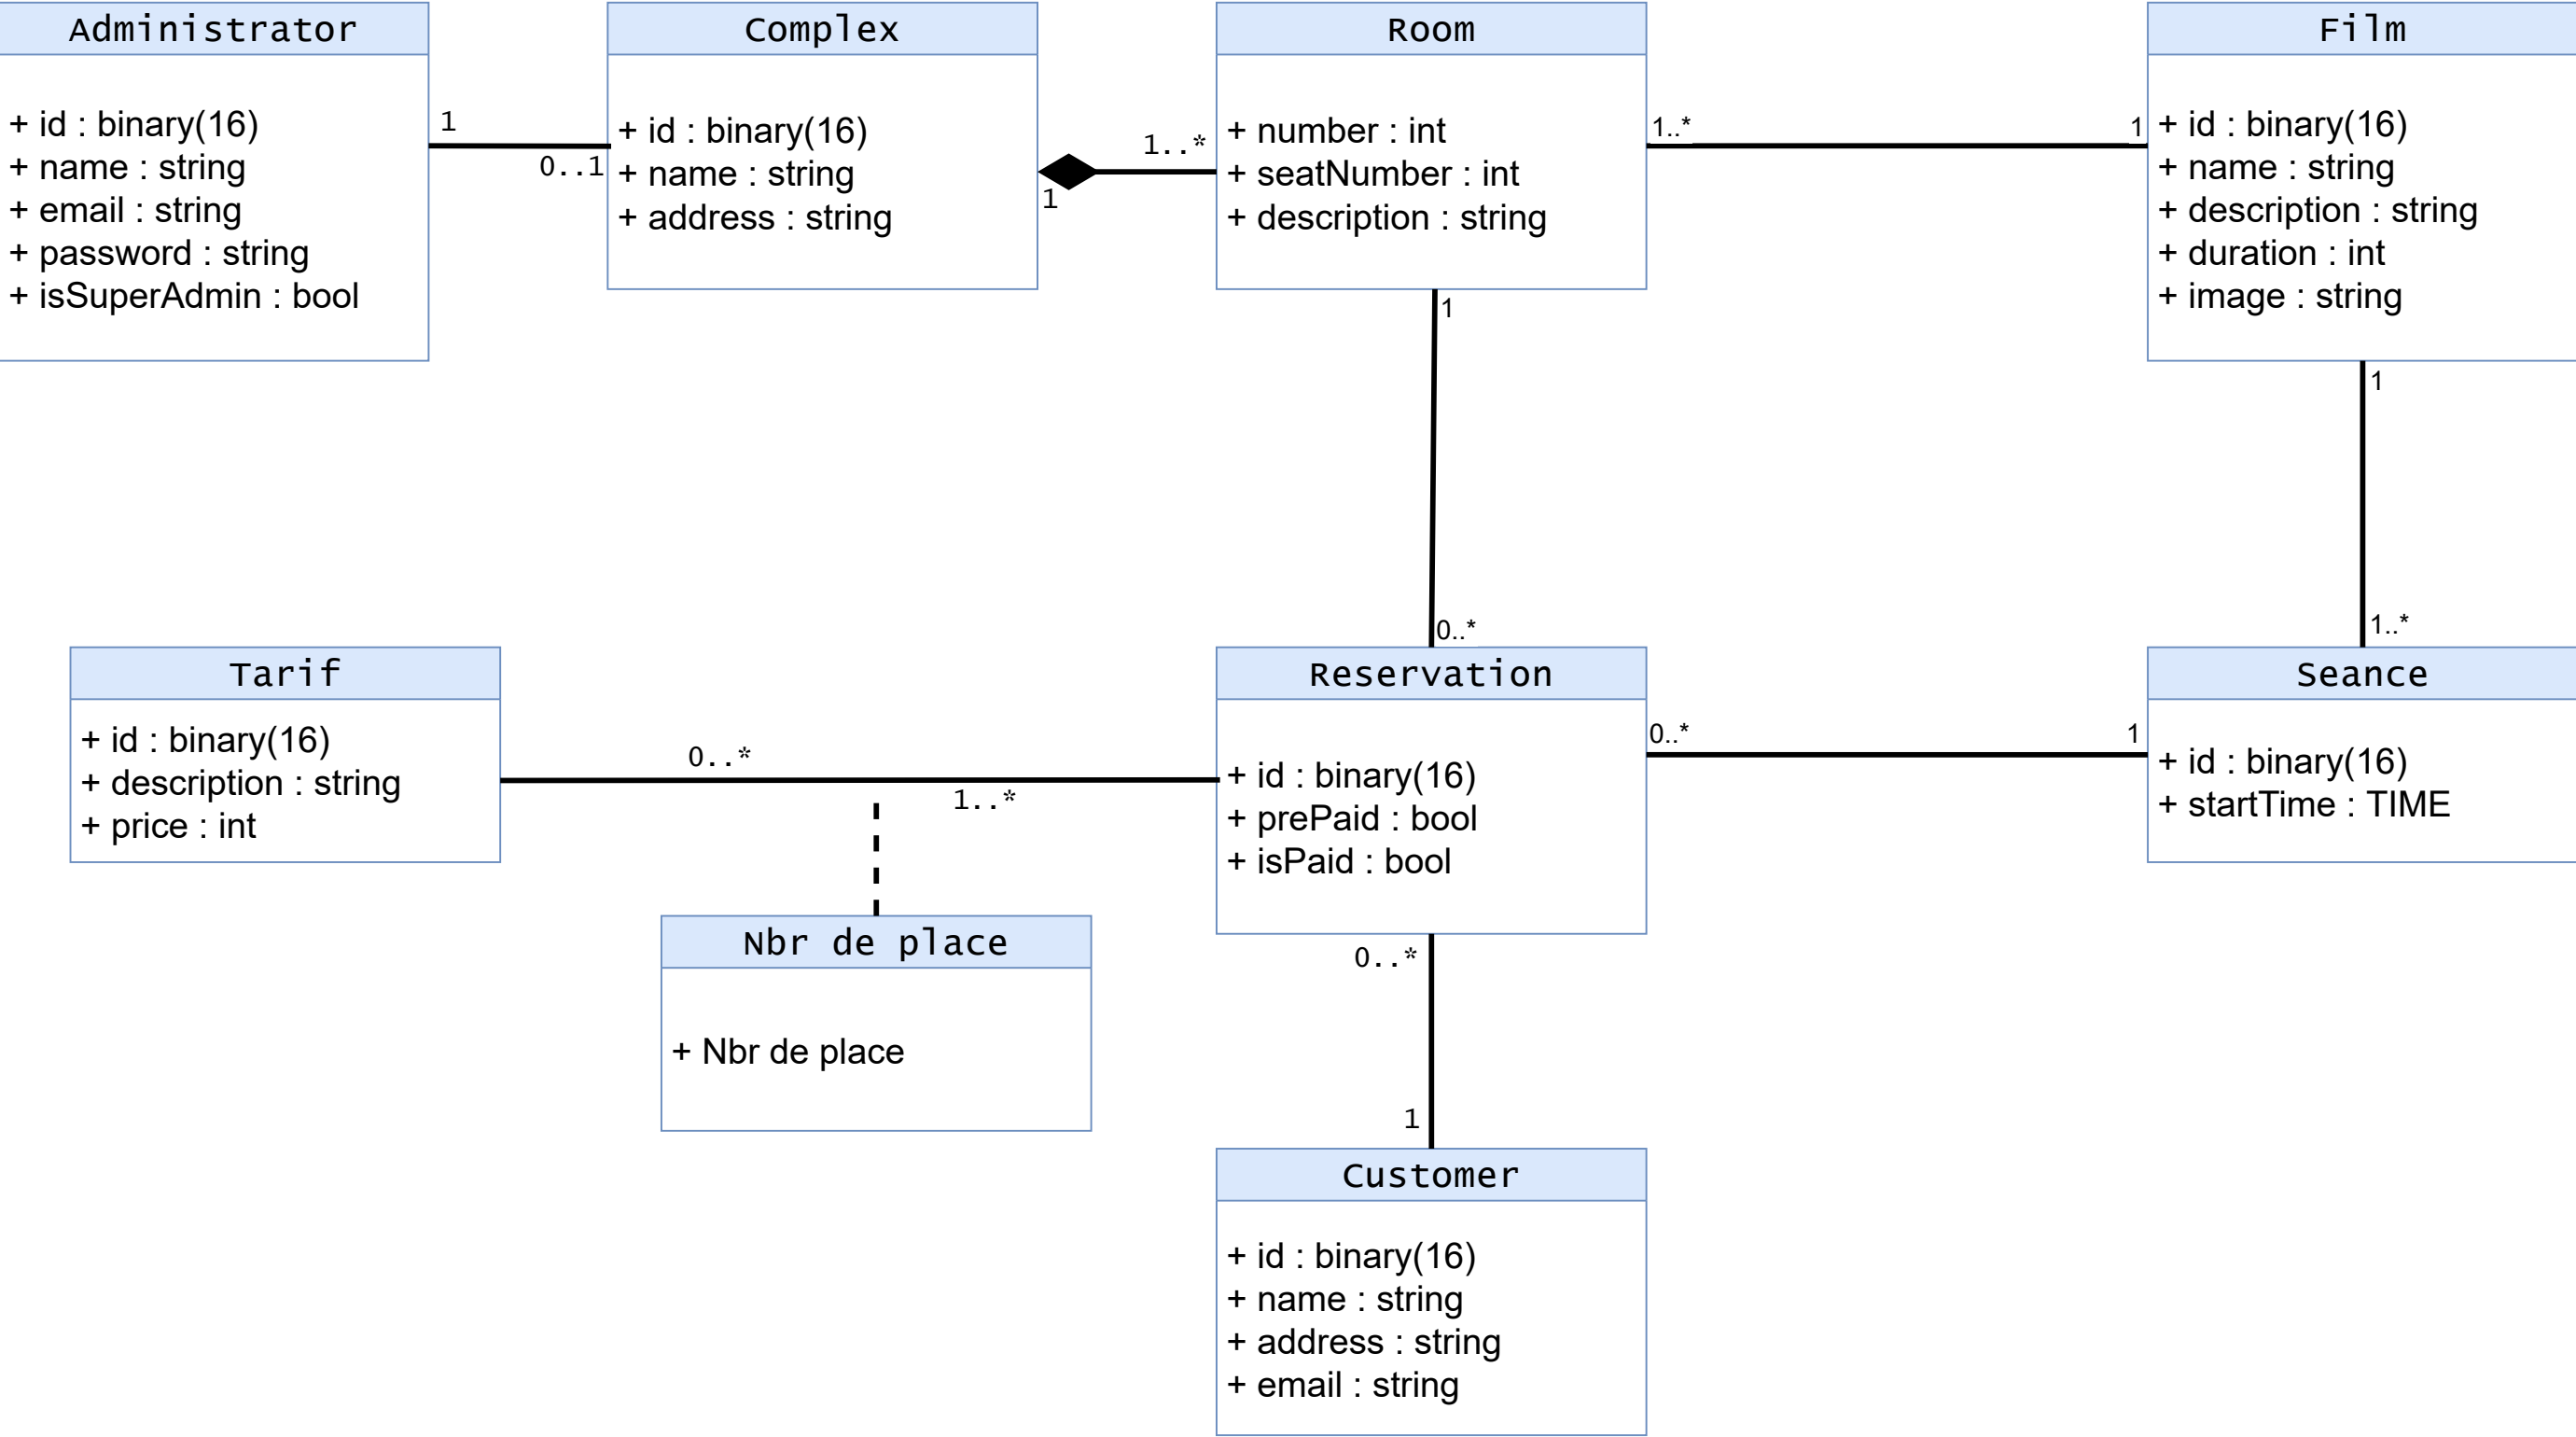 Administrator
+ id : binary(16)
+ name : string
+ email : string
+ password : string
+ isSuperAdmin : bool
1
0..1
Complex
+ id : binary(16)
+ name : string
+ address : string
1
1..*
Room
+ number : int
+ seatNumber : int
+ description : string
1..*
1
Film
+ id : binary(16)
+ name : string
+ description : string
+ duration : int
+ image : string
1
0..*
1
1..*
Tarif
+ id : binary(16)
+ description : string
+ price : int
0..*
1..*
Reservation
+ id : binary(16)
+ prePaid : bool
+ isPaid : bool
0..*
1
Seance
+ id : binary(16)
+ startTime : TIME
Nbr de place
+ Nbr de place
0..*
1
Customer
+ id : binary(16)
+ name : string
+ address : string
+ email : string